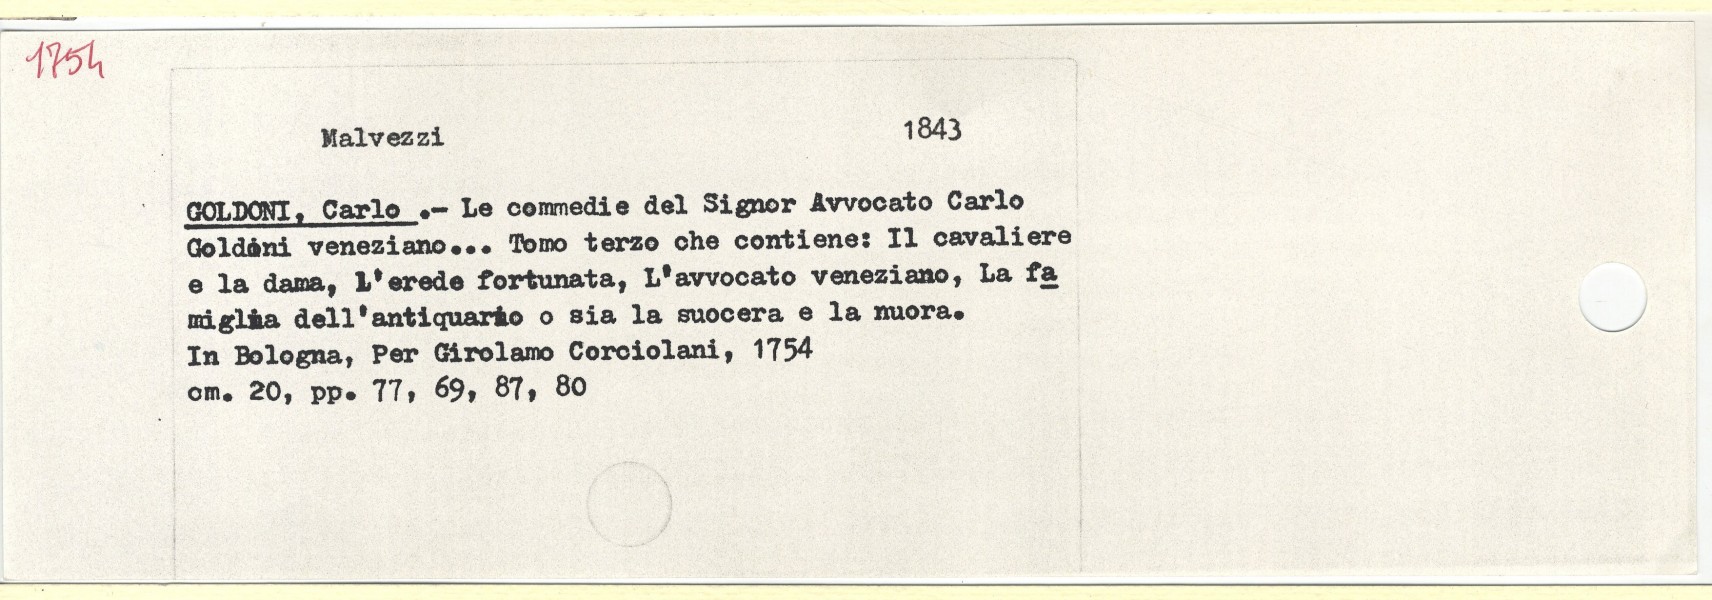 1754
Malvezzi 1843
GOLDONI, Carlo .- Le commedie del Signor Avvocato Carlo
Goldoni veneziano... Tomo terzo che contiene: Il cavaliere
e la dama, L'erede fortunata, L'avvocato veneziano, La fa
miglia dell'antiquario o sia la suocera e la nuora.
In Bologna, Per Girolamo Corciolani, 1754
cm. 20, pp. 77, 69, 87, 80